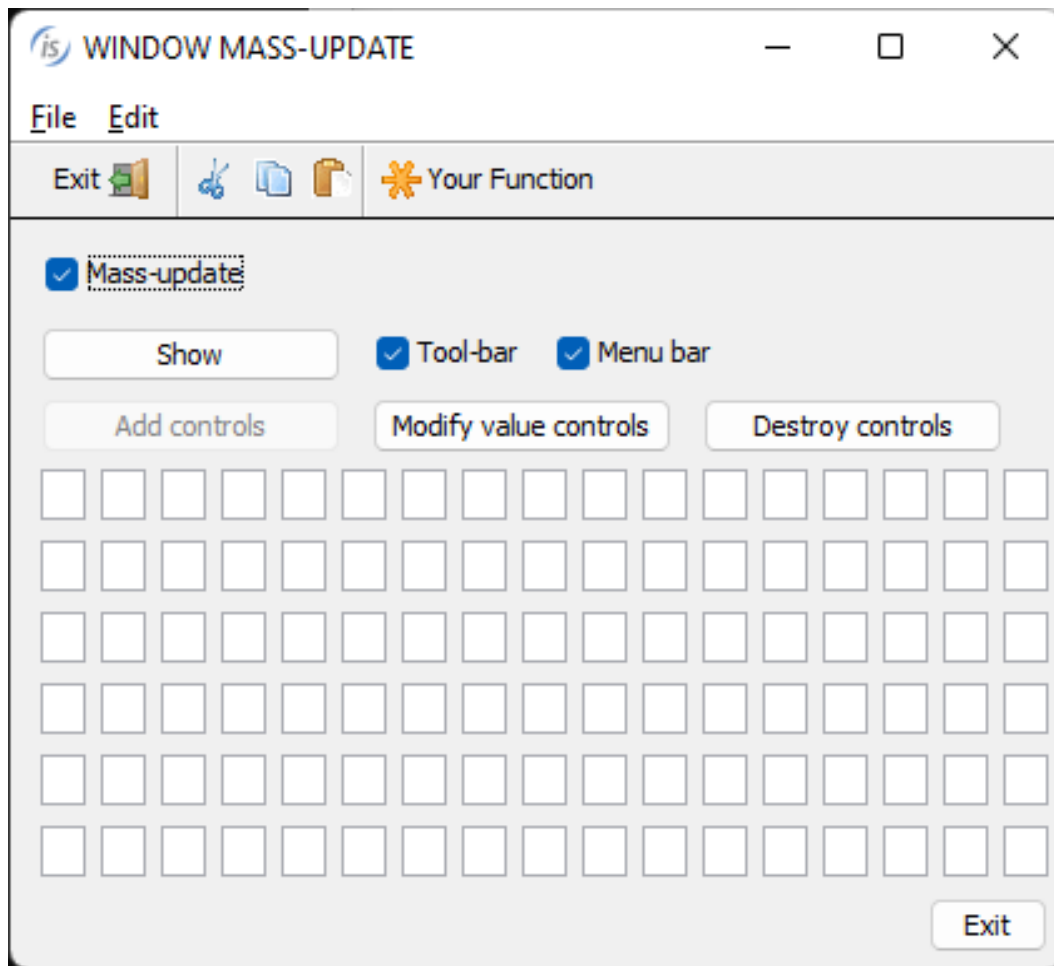 is WINDOW MASS-UPDATE
File Edit
Exit Your Function
Mass-update
Show Tool-bar Menu bar
Add controls Modify value controls Destroy controls
Exit